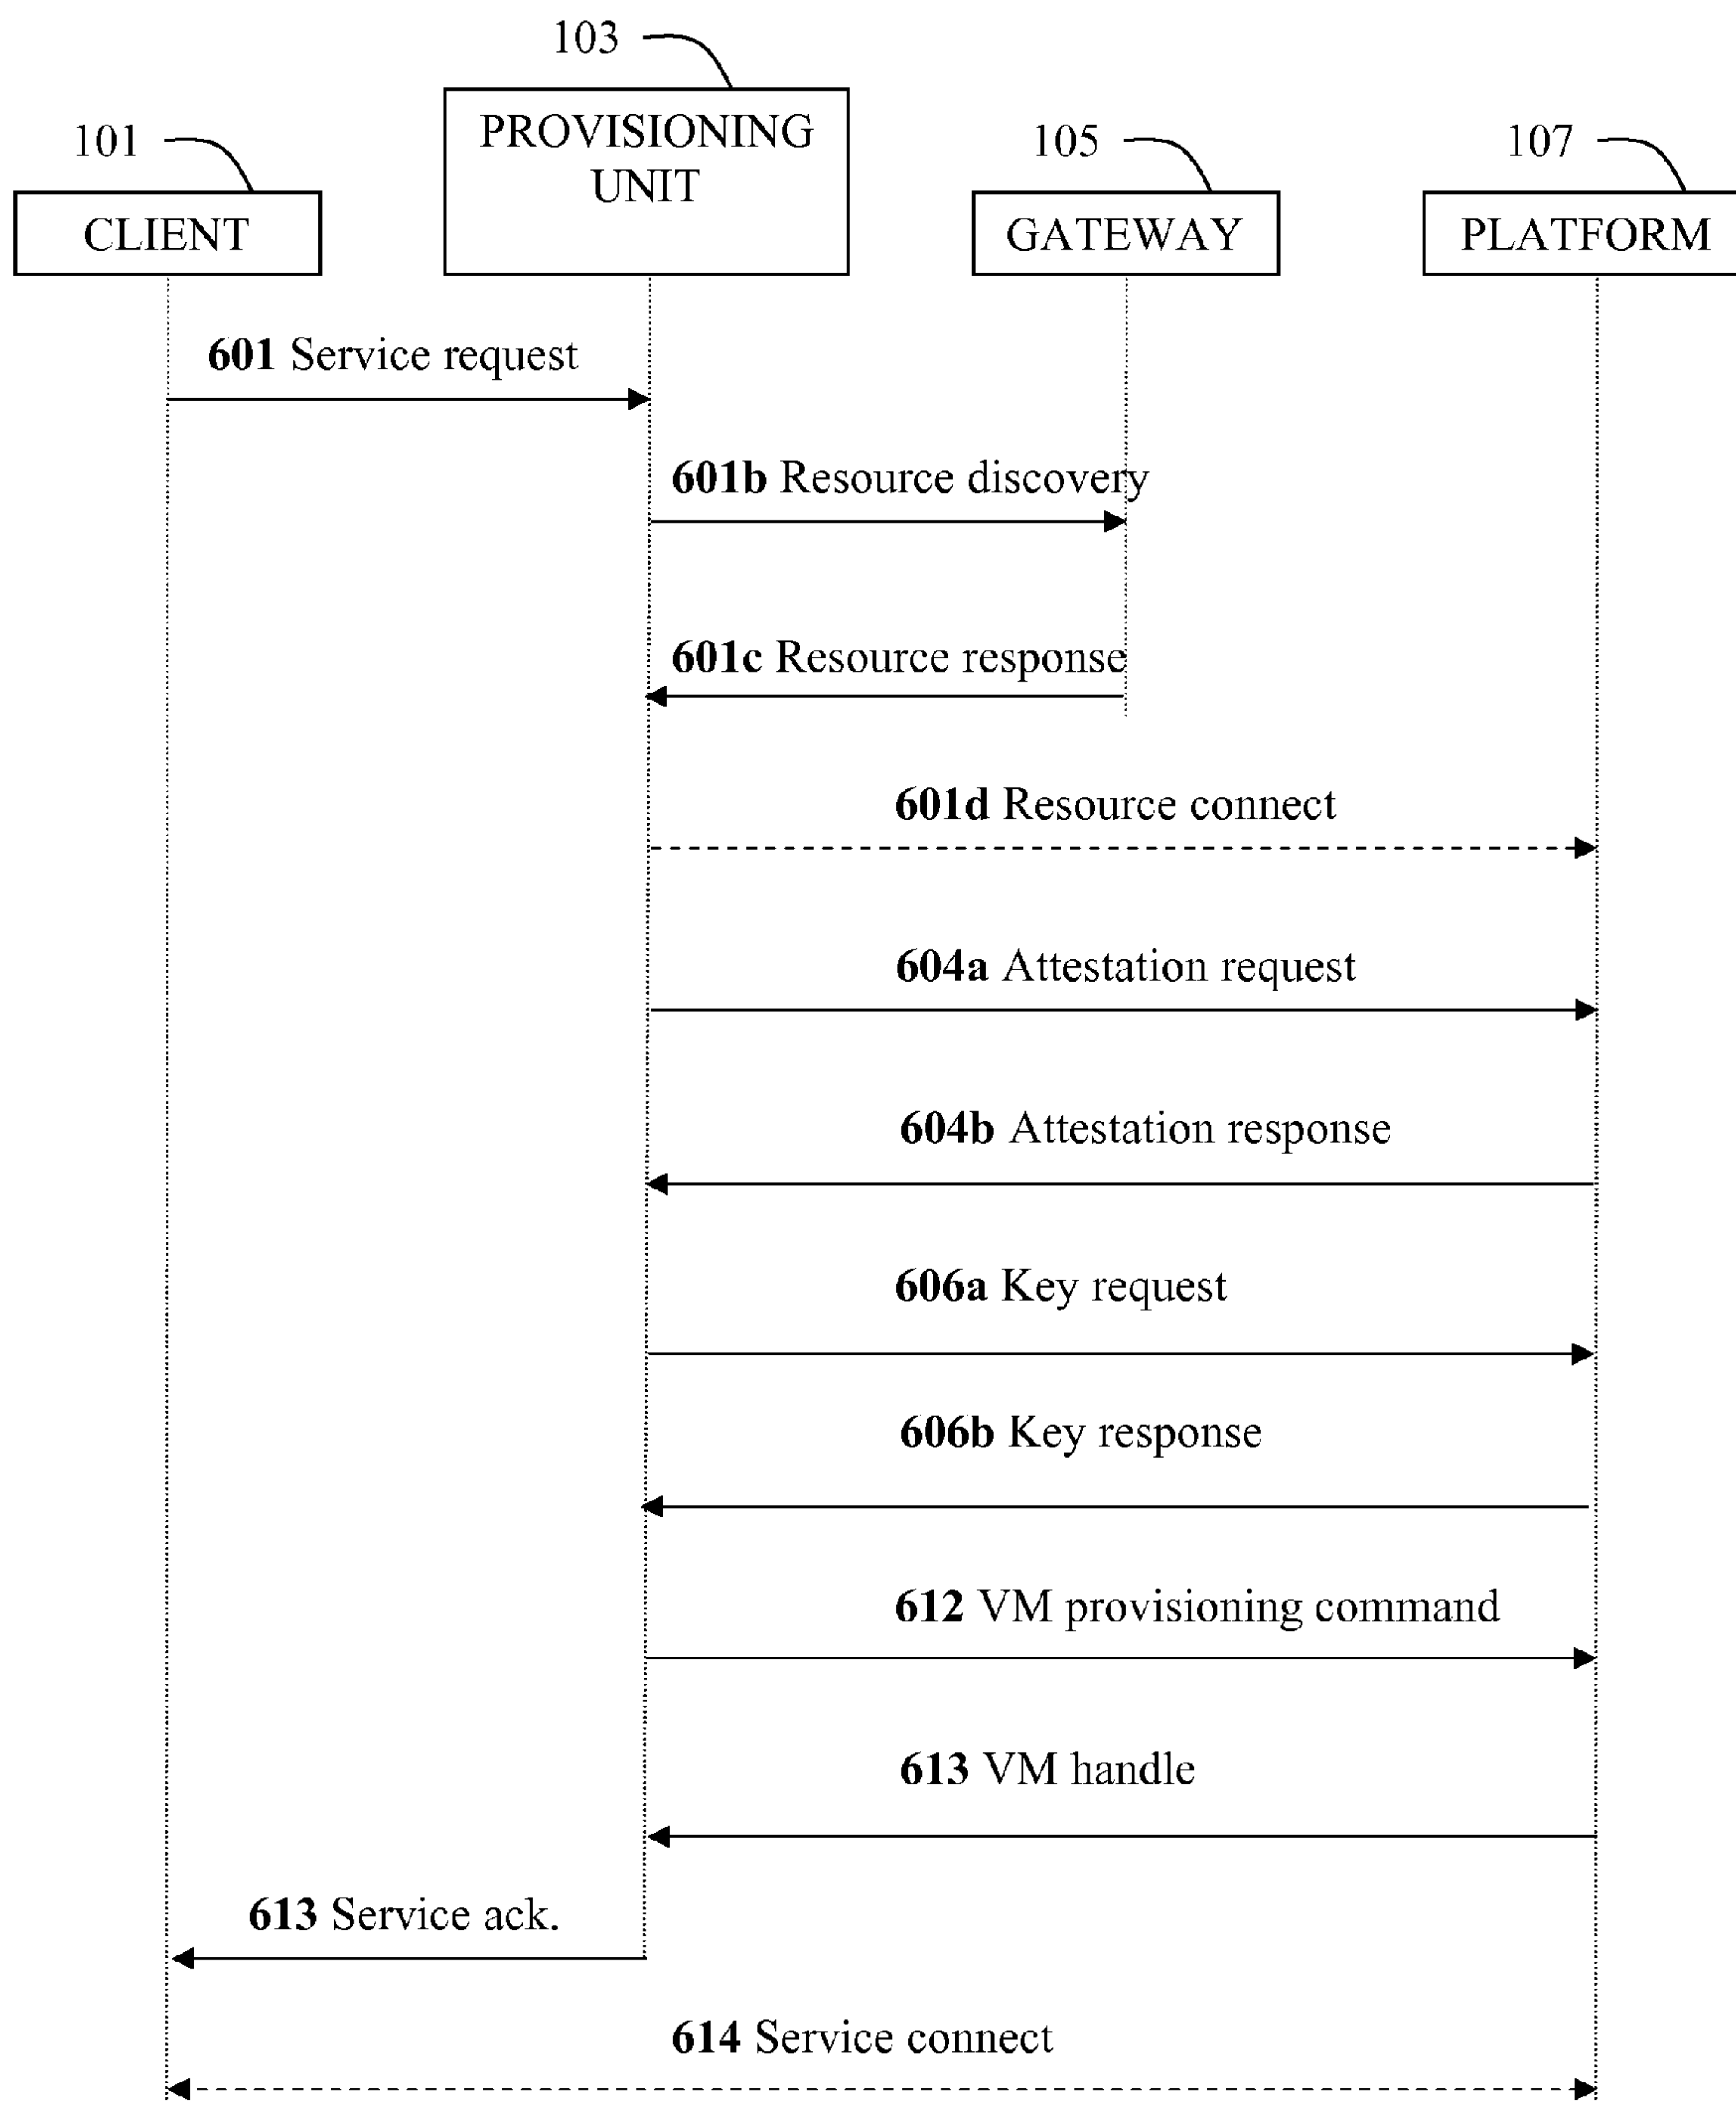 103
101
PROVISIONING
UNIT
105
107
CLIENT
GATEWAY
PLATFORM
601 Service request
601b Resource discovery
601c Resource response
601d Resource connect
604a Attestation request
604b Attestation response
606a Key request
606b Key response
612 VM provisioning command
613 VM handle
613 Service ack.
614 Service connect